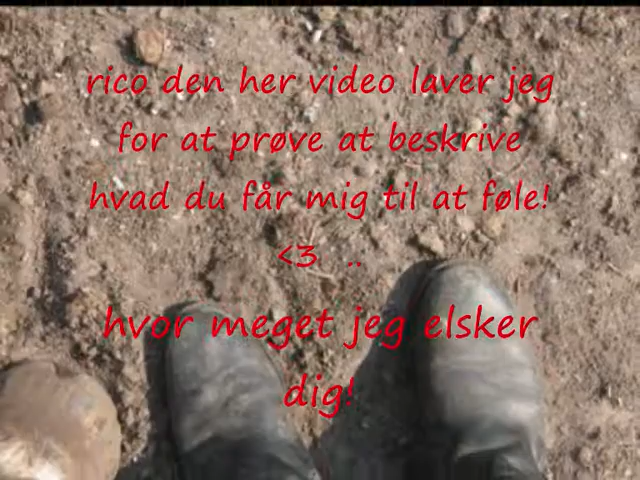 rico den her video laver jeg
for at prøve at beskrive
hvad du får mig til at føle!
<3 ..
hvor meget jeg elsker
dig!